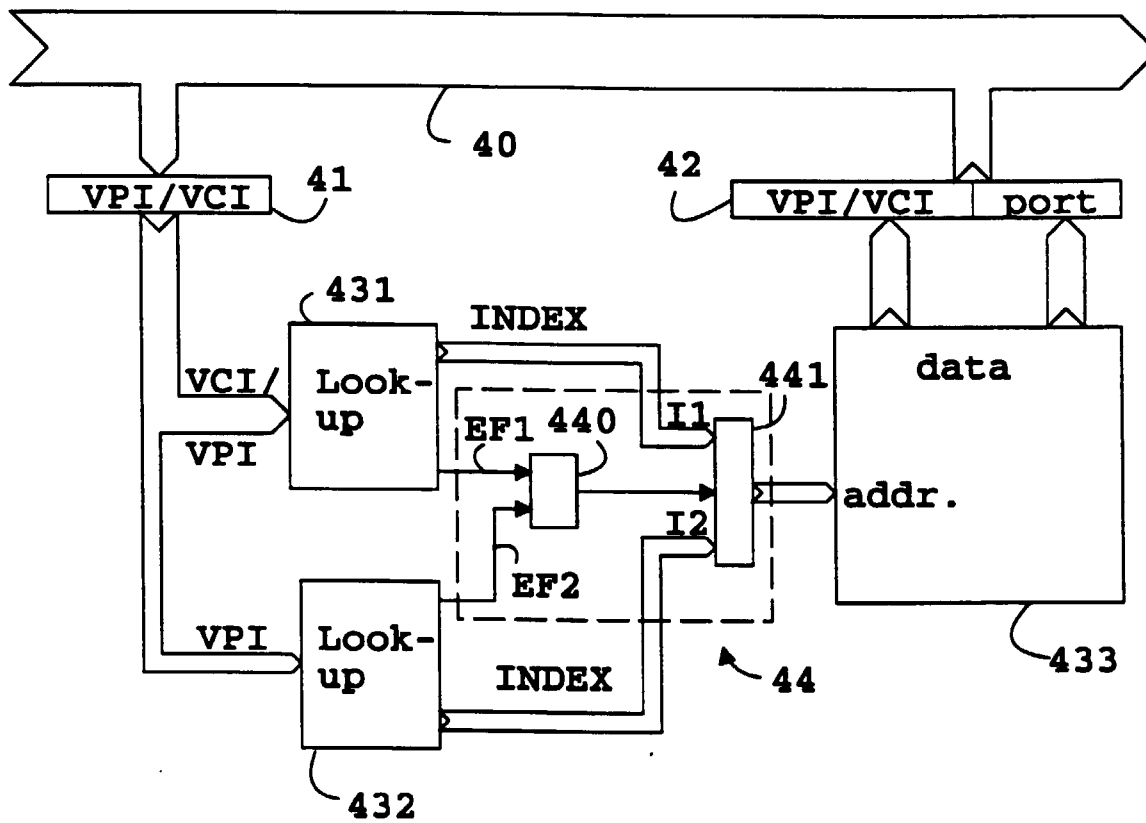 40
VPI/VCI
41
42
VPI/VCI
port
431
INDEX
441
data
VCI/
VPI
Look-
up
EF1
440
I1
addr.
I2
EF2
VPI
Look-
up
INDEX
44
433
432